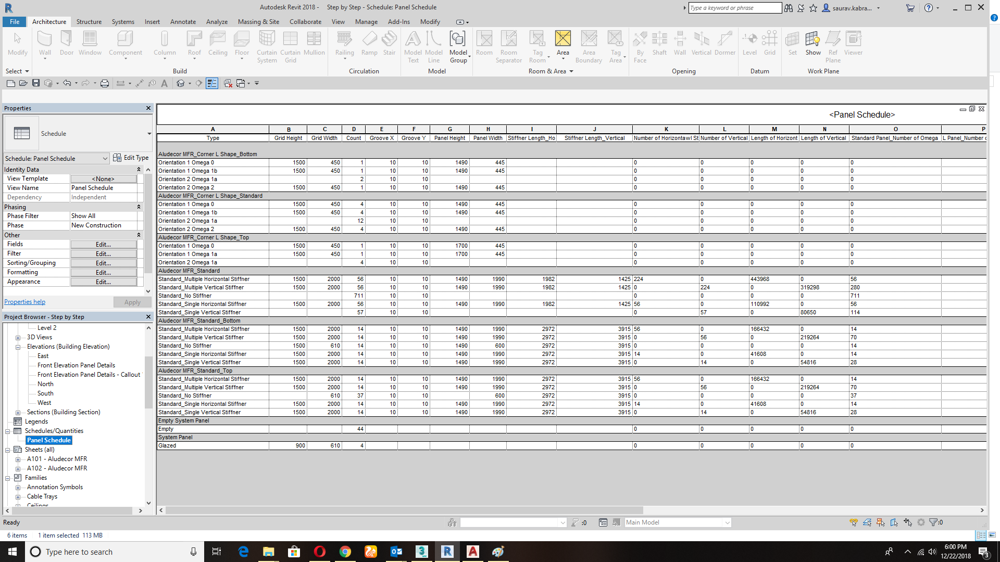 Autodesk Revit 2018 - Step by Step - Schedule: Panel Schedule
Type a keyword or phrase
saurav.kabra...
File Architecture Structure Systems Insert Annotate Analyze Massing & Site Collaborate View Manage Add-Ins Modify
Modify Wall Door Window Component Column Roof Ceiling Floor Curtain System Curtain Grid Mullion Railing Ramp Stair Model Text Model Line Model Group Room Room Separator Tag Room Area Area Boundary Tag Area By Face Shaft Wall Vertical Dormer Level Grid Set Show Ref Plane Viewer
Select Build Circulation Model Room & Area Opening Datum Work Plane
Properties
Schedule
Schedule: Panel Schedule Edit Type
Identity Data
View Template <None>
View Name Panel Schedule
Dependency Independent
Phasing
Phase Filter Show All
Phase New Construction
Other
Fields Edit...
Filter Edit...
Sorting/Grouping Edit...
Formatting Edit...
Appearance Edit...
Properties help Apply
Project Browser - Step by Step
Level 2
3D Views
Elevations (Building Elevation)
East
Front Elevation Panel Details
Front Elevation Panel Details - Callout
North
South
West
Sections (Building Section)
Legends
Schedules/Quantities
Panel Schedule
Sheets (all)
A101 - Aludecor MFR
A102 - Aludecor MFR
Families
Annotation Symbols
Cable Trays
Ceilings
<Panel Schedule>
A B C D E F G H I J K L M N O P
Type Grid Height Grid Width Count Groove X Groove Y Panel Height Panel Width Stiffner Length_Ho Stiffner Length_Vertical Number of Horizontawl St Number of Vertical Length of Horizont Length of Vertical Standard Panel_Number of Omega L Panel_Number
Aludecor MFR_Corner L Shape_Bottom
Orientation 1 Omega 0 1500 450 1 10 10 1490 445 0 0 0 0 0
Orientation 1 Omega 1b 1500 450 1 10 10 1490 445 0 0 0 0 0
Orientation 2 Omega 1a 2 10 10 0 0 0 0 0
Orientation 2 Omega 2 1500 450 1 10 10 1490 445 0 0 0 0 0
Aludecor MFR_Corner L Shape_Standard
Orientation 1 Omega 0 1500 450 4 10 10 1490 445 0 0 0 0 0
Orientation 1 Omega 1b 1500 450 4 10 10 1490 445 0 0 0 0 0
Orientation 2 Omega 1a 12 10 10 0 0 0 0 0
Orientation 2 Omega 2 1500 450 4 10 10 1490 445 0 0 0 0 0
Aludecor MFR_Corner L Shape_Top
Orientation 1 Omega 0 1500 450 1 10 10 1700 445 0 0 0 0 0
Orientation 1 Omega 1a 1500 450 1 10 10 1700 445 0 0 0 0 0
Orientation 2 Omega 1a 4 10 10 0 0 0 0 0
Aludecor MFR_Standard
Standard_Multiple Horizontal Stiffner 1500 2000 56 10 10 1490 1990 1982 1425 224 0 443968 0 56
Standard_Multiple Vertical Stiffner 1500 2000 56 10 10 1490 1990 1982 1425 0 224 0 319298 280
Standard_No Stiffner 711 10 10 0 0 0 0 711
Standard_Single Horizontal Stiffner 1500 2000 56 10 10 1490 1990 1982 1425 56 0 110992 0 56
Standard_Single Vertical Stiffner 57 10 10 0 57 0 80650 114
Aludecor MFR_Standard_Bottom
Standard_Multiple Horizontal Stiffner 1500 2000 14 10 10 1490 1990 2972 3915 56 0 166432 0 14
Standard_Multiple Vertical Stiffner 1500 2000 14 10 10 1490 1990 2972 3915 0 56 0 219264 70
Standard_No Stiffner 1500 610 14 10 10 1490 600 2972 3915 0 0 0 0 14
Standard_Single Horizontal Stiffner 1500 2000 14 10 10 1490 1990 2972 3915 14 0 41608 0 14
Standard_Single Vertical Stiffner 1500 2000 14 10 10 1490 1990 2972 3915 0 14 0 54816 28
Aludecor MFR_Standard_Top
Standard_Multiple Horizontal Stiffner 1500 2000 14 10 10 1490 1990 2972 3915 56 0 166432 0 14
Standard_Multiple Vertical Stiffner 1500 2000 14 10 10 1490 1990 2972 3915 0 56 0 219264 70
Standard_No Stiffner 610 37 10 10 600 2972 3915 0 0 0 0 37
Standard_Single Horizontal Stiffner 1500 2000 14 10 10 1490 1990 2972 3915 14 0 41608 0 14
Standard_Single Vertical Stiffner 1500 2000 14 10 10 1490 1990 2972 3915 0 14 0 54816 28
Empty System Panel
Empty 44 0 0 0 0 0
System Panel
Glazed 900 610 4 0 0 0 0 0
Ready :0 Main Model :0
6 items 1 item selected 113 MB
Type here to search
6:00 PM
12/22/2018
3